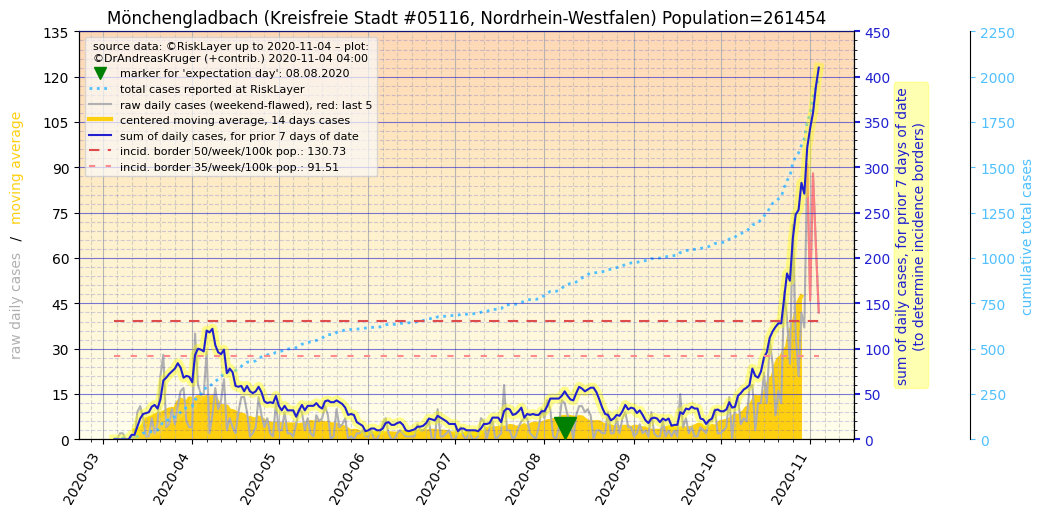 Mönchengladbach (Kreisfreie Stadt #05116, Nordrhein-Westfalen) Population=261454
source data: ©RiskLayer up to 2020-11-04 – plot:
©DrAndreasKruger (+contrib.) 2020-11-04 04:00
marker for 'expectation day': 08.08.2020
total cases reported at RiskLayer
raw daily cases (weekend-flawed), red: last 5
centered moving average, 14 days cases
sum of daily cases, for prior 7 days of date
incid. border 50/week/100k pop.: 130.73
incid. border 35/week/100k pop.: 91.51
raw daily cases / moving average
135
120
105
90
75
60
45
30
15
0
450
400
350
300
250
200
150
100
50
0
sum of daily cases, for prior 7 days of date
(to determine incidence borders)
2250
2000
1750
1500
1250
1000
750
500
250
0
cumulative total cases
2020-03
2020-04
2020-05
2020-06
2020-07
2020-08
2020-09
2020-10
2020-11